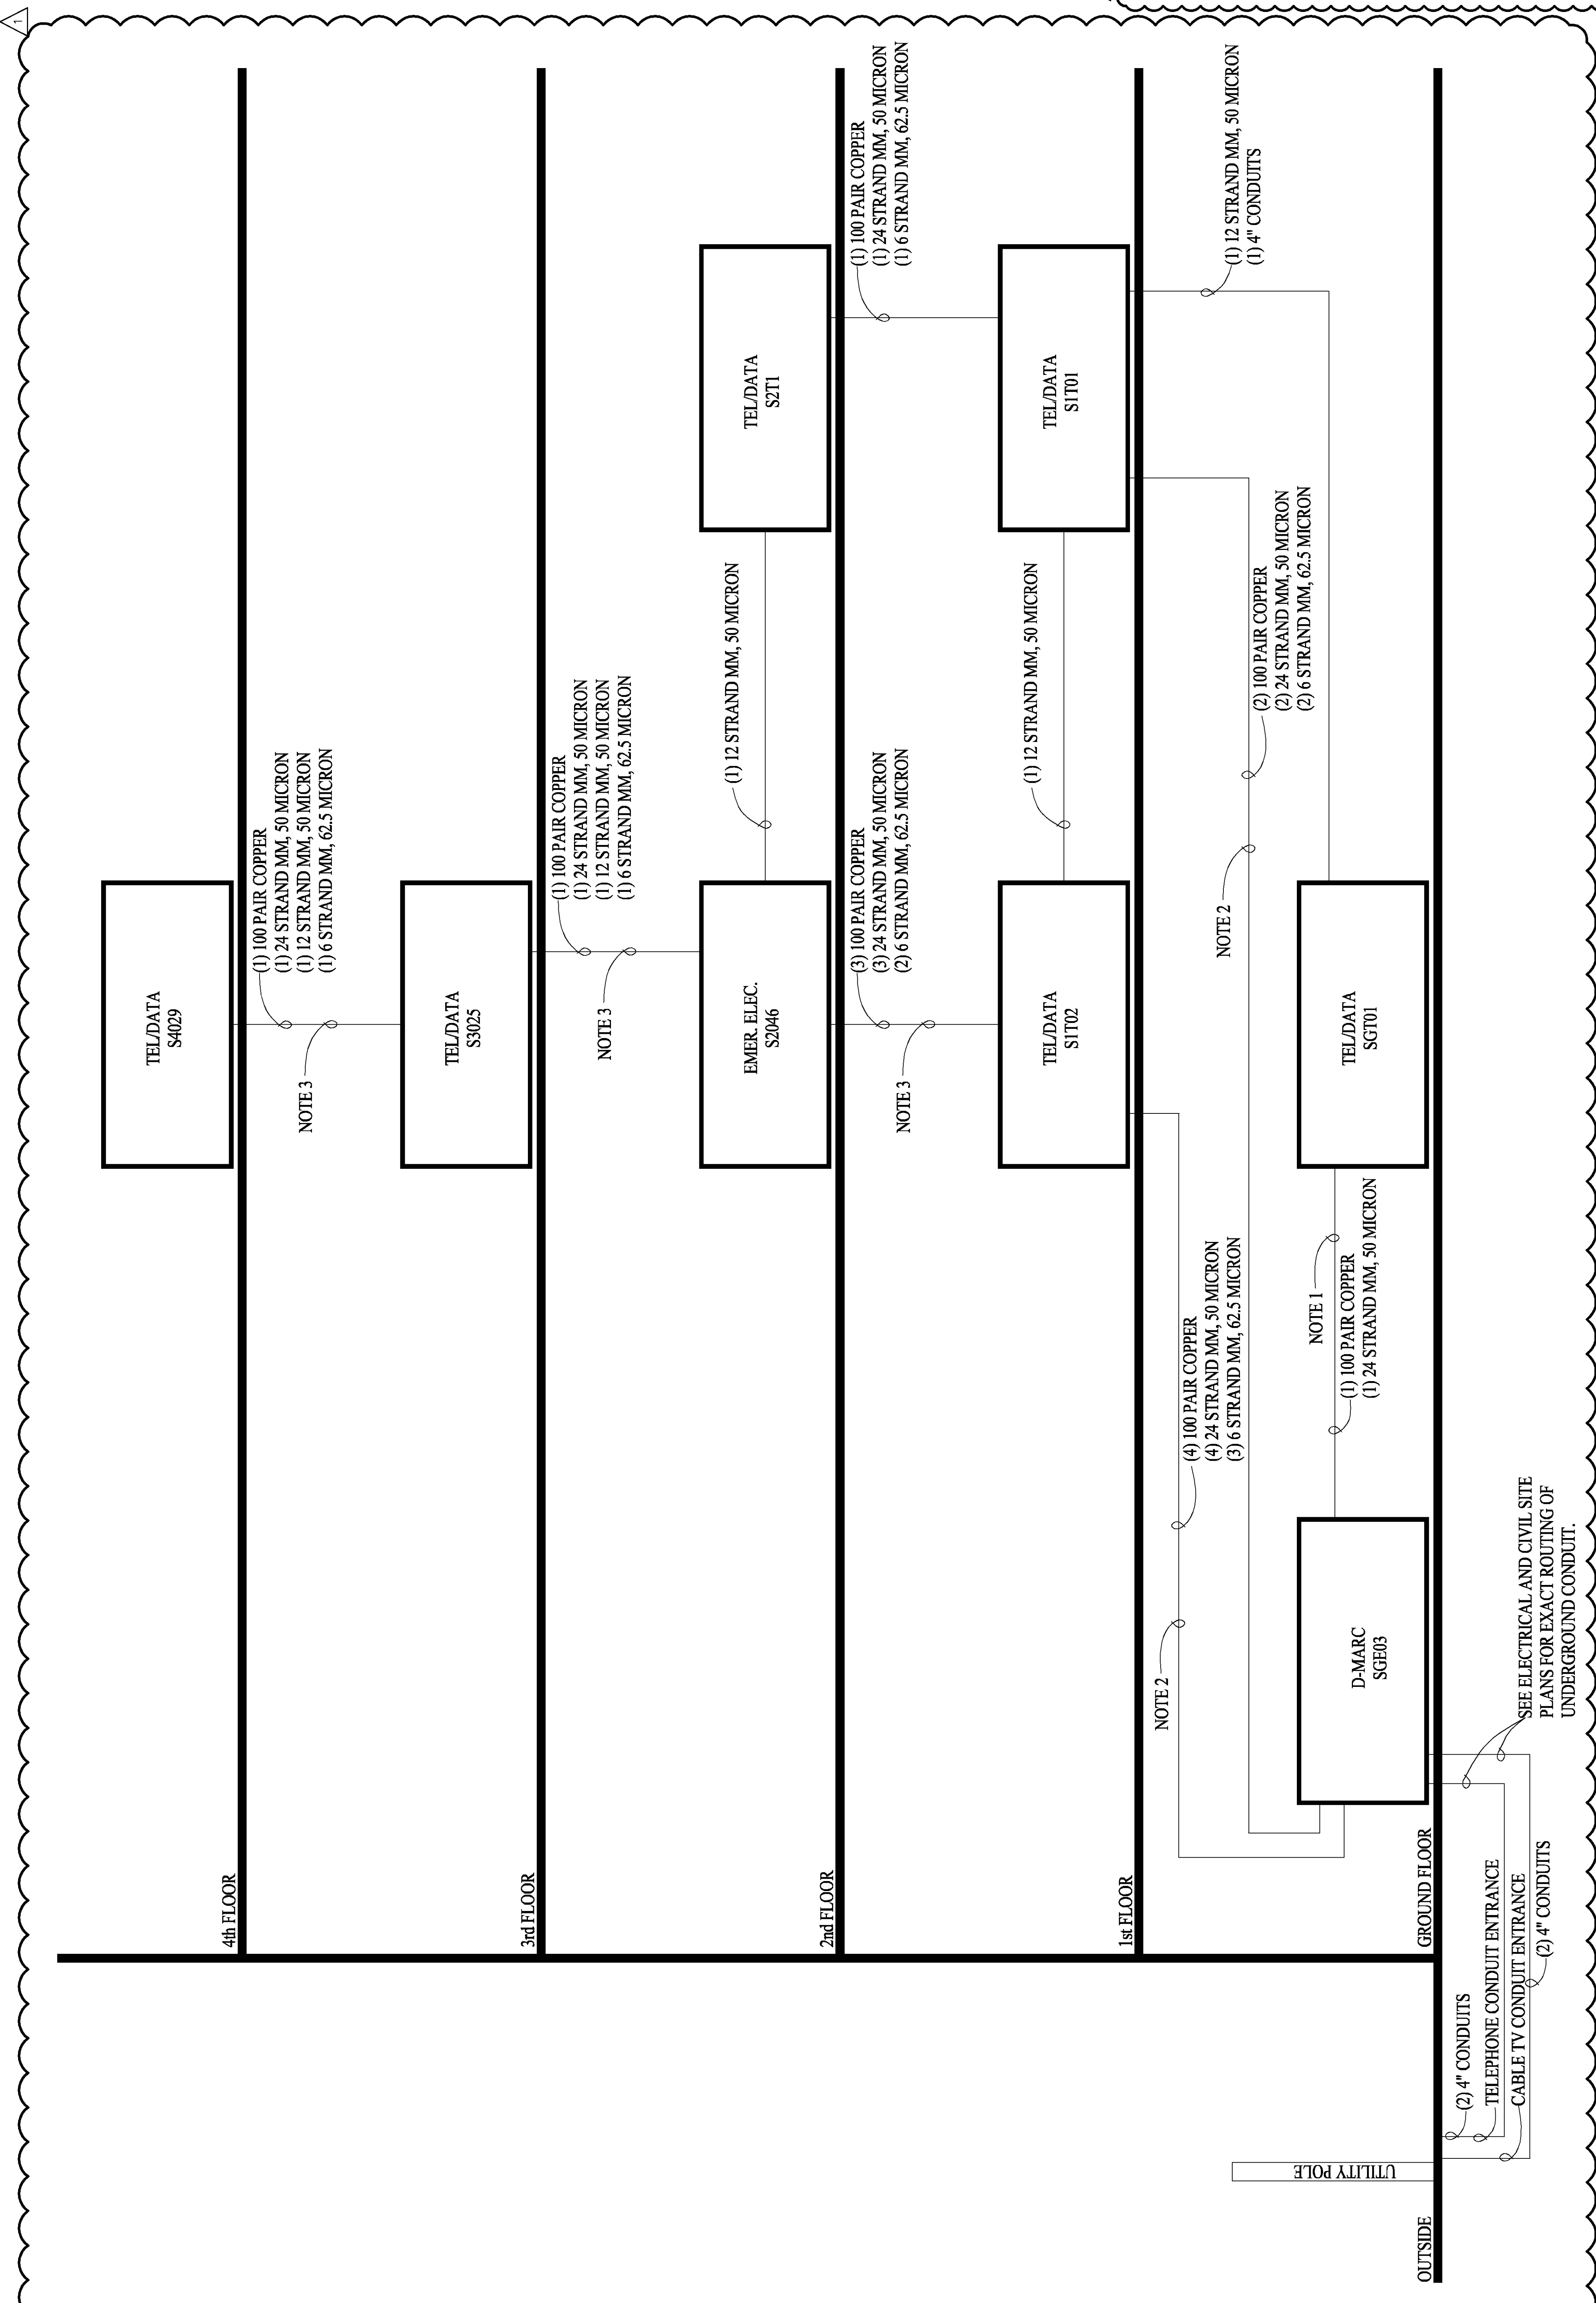 1
4th FLOOR
TEL/DATA
S4029
NOTE 3
(1) 100 PAIR COPPER
(1) 24 STRAND MM, 50 MICRON
(1) 12 STRAND MM, 50 MICRON
(1) 6 STRAND MM, 62.5 MICRON
3rd FLOOR
TEL/DATA
S3025
NOTE 3
(1) 100 PAIR COPPER
(1) 24 STRAND MM, 50 MICRON
(1) 12 STRAND MM, 50 MICRON
(1) 6 STRAND MM, 62.5 MICRON
2nd FLOOR
EMER. ELEC.
S2046
(1) 12 STRAND MM, 50 MICRON
TEL/DATA
S2T1
NOTE 3
(3) 100 PAIR COPPER
(3) 24 STRAND MM, 50 MICRON
(2) 6 STRAND MM, 62.5 MICRON
(1) 100 PAIR COPPER
(1) 24 STRAND MM, 50 MICRON
(1) 6 STRAND MM, 62.5 MICRON
1st FLOOR
TEL/DATA
S1T02
(1) 12 STRAND MM, 50 MICRON
TEL/DATA
S1T01
NOTE 2
(4) 100 PAIR COPPER
(4) 24 STRAND MM, 50 MICRON
(3) 6 STRAND MM, 62.5 MICRON
NOTE 2
(2) 100 PAIR COPPER
(2) 24 STRAND MM, 50 MICRON
(2) 6 STRAND MM, 62.5 MICRON
(1) 12 STRAND MM, 50 MICRON
(1) 4" CONDUITS
OUTSIDE
UTILITY POLE
GROUND FLOOR
D-MARC
SGE03
NOTE 1
(1) 100 PAIR COPPER
(1) 24 STRAND MM, 50 MICRON
TEL/DATA
SGT01
(2) 4" CONDUITS
TELEPHONE CONDUIT ENTRANCE
CABLE TV CONDUIT ENTRANCE
(2) 4" CONDUITS
SEE ELECTRICAL AND CIVIL SITE
PLANS FOR EXACT ROUTING OF
UNDERGROUND CONDUIT.